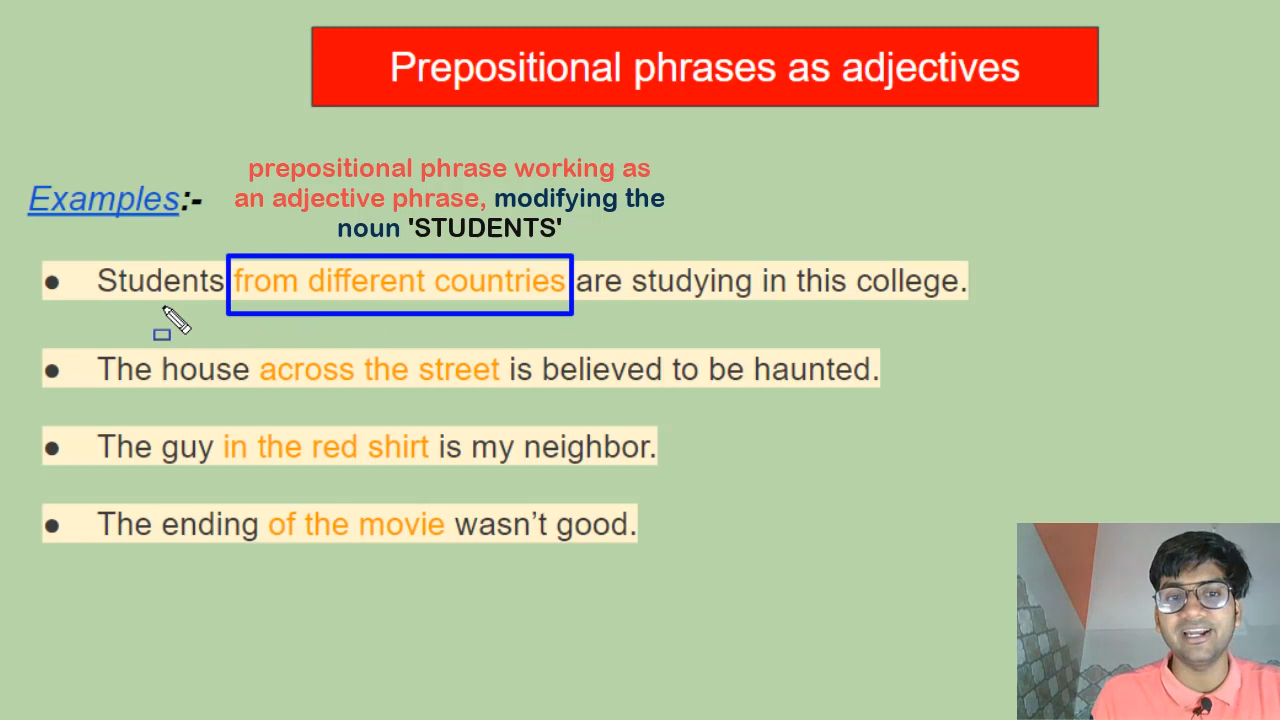 Prepositional phrases as adjectives
prepositional phrase working as
an adjective phrase, modifying the
noun 'STUDENTS'
Examples:-
● Students from different countries are studying in this college.
● The house across the street is believed to be haunted.
● The guy in the red shirt is my neighbor.
● The ending of the movie wasn’t good.